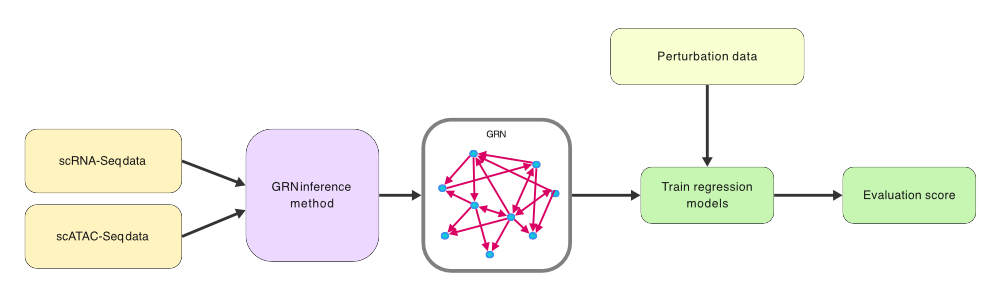 Perturbation data
GRN
scRNA-Seq data
GRN inference
method
Train regression
models
Evaluation score
scATAC-Seq data